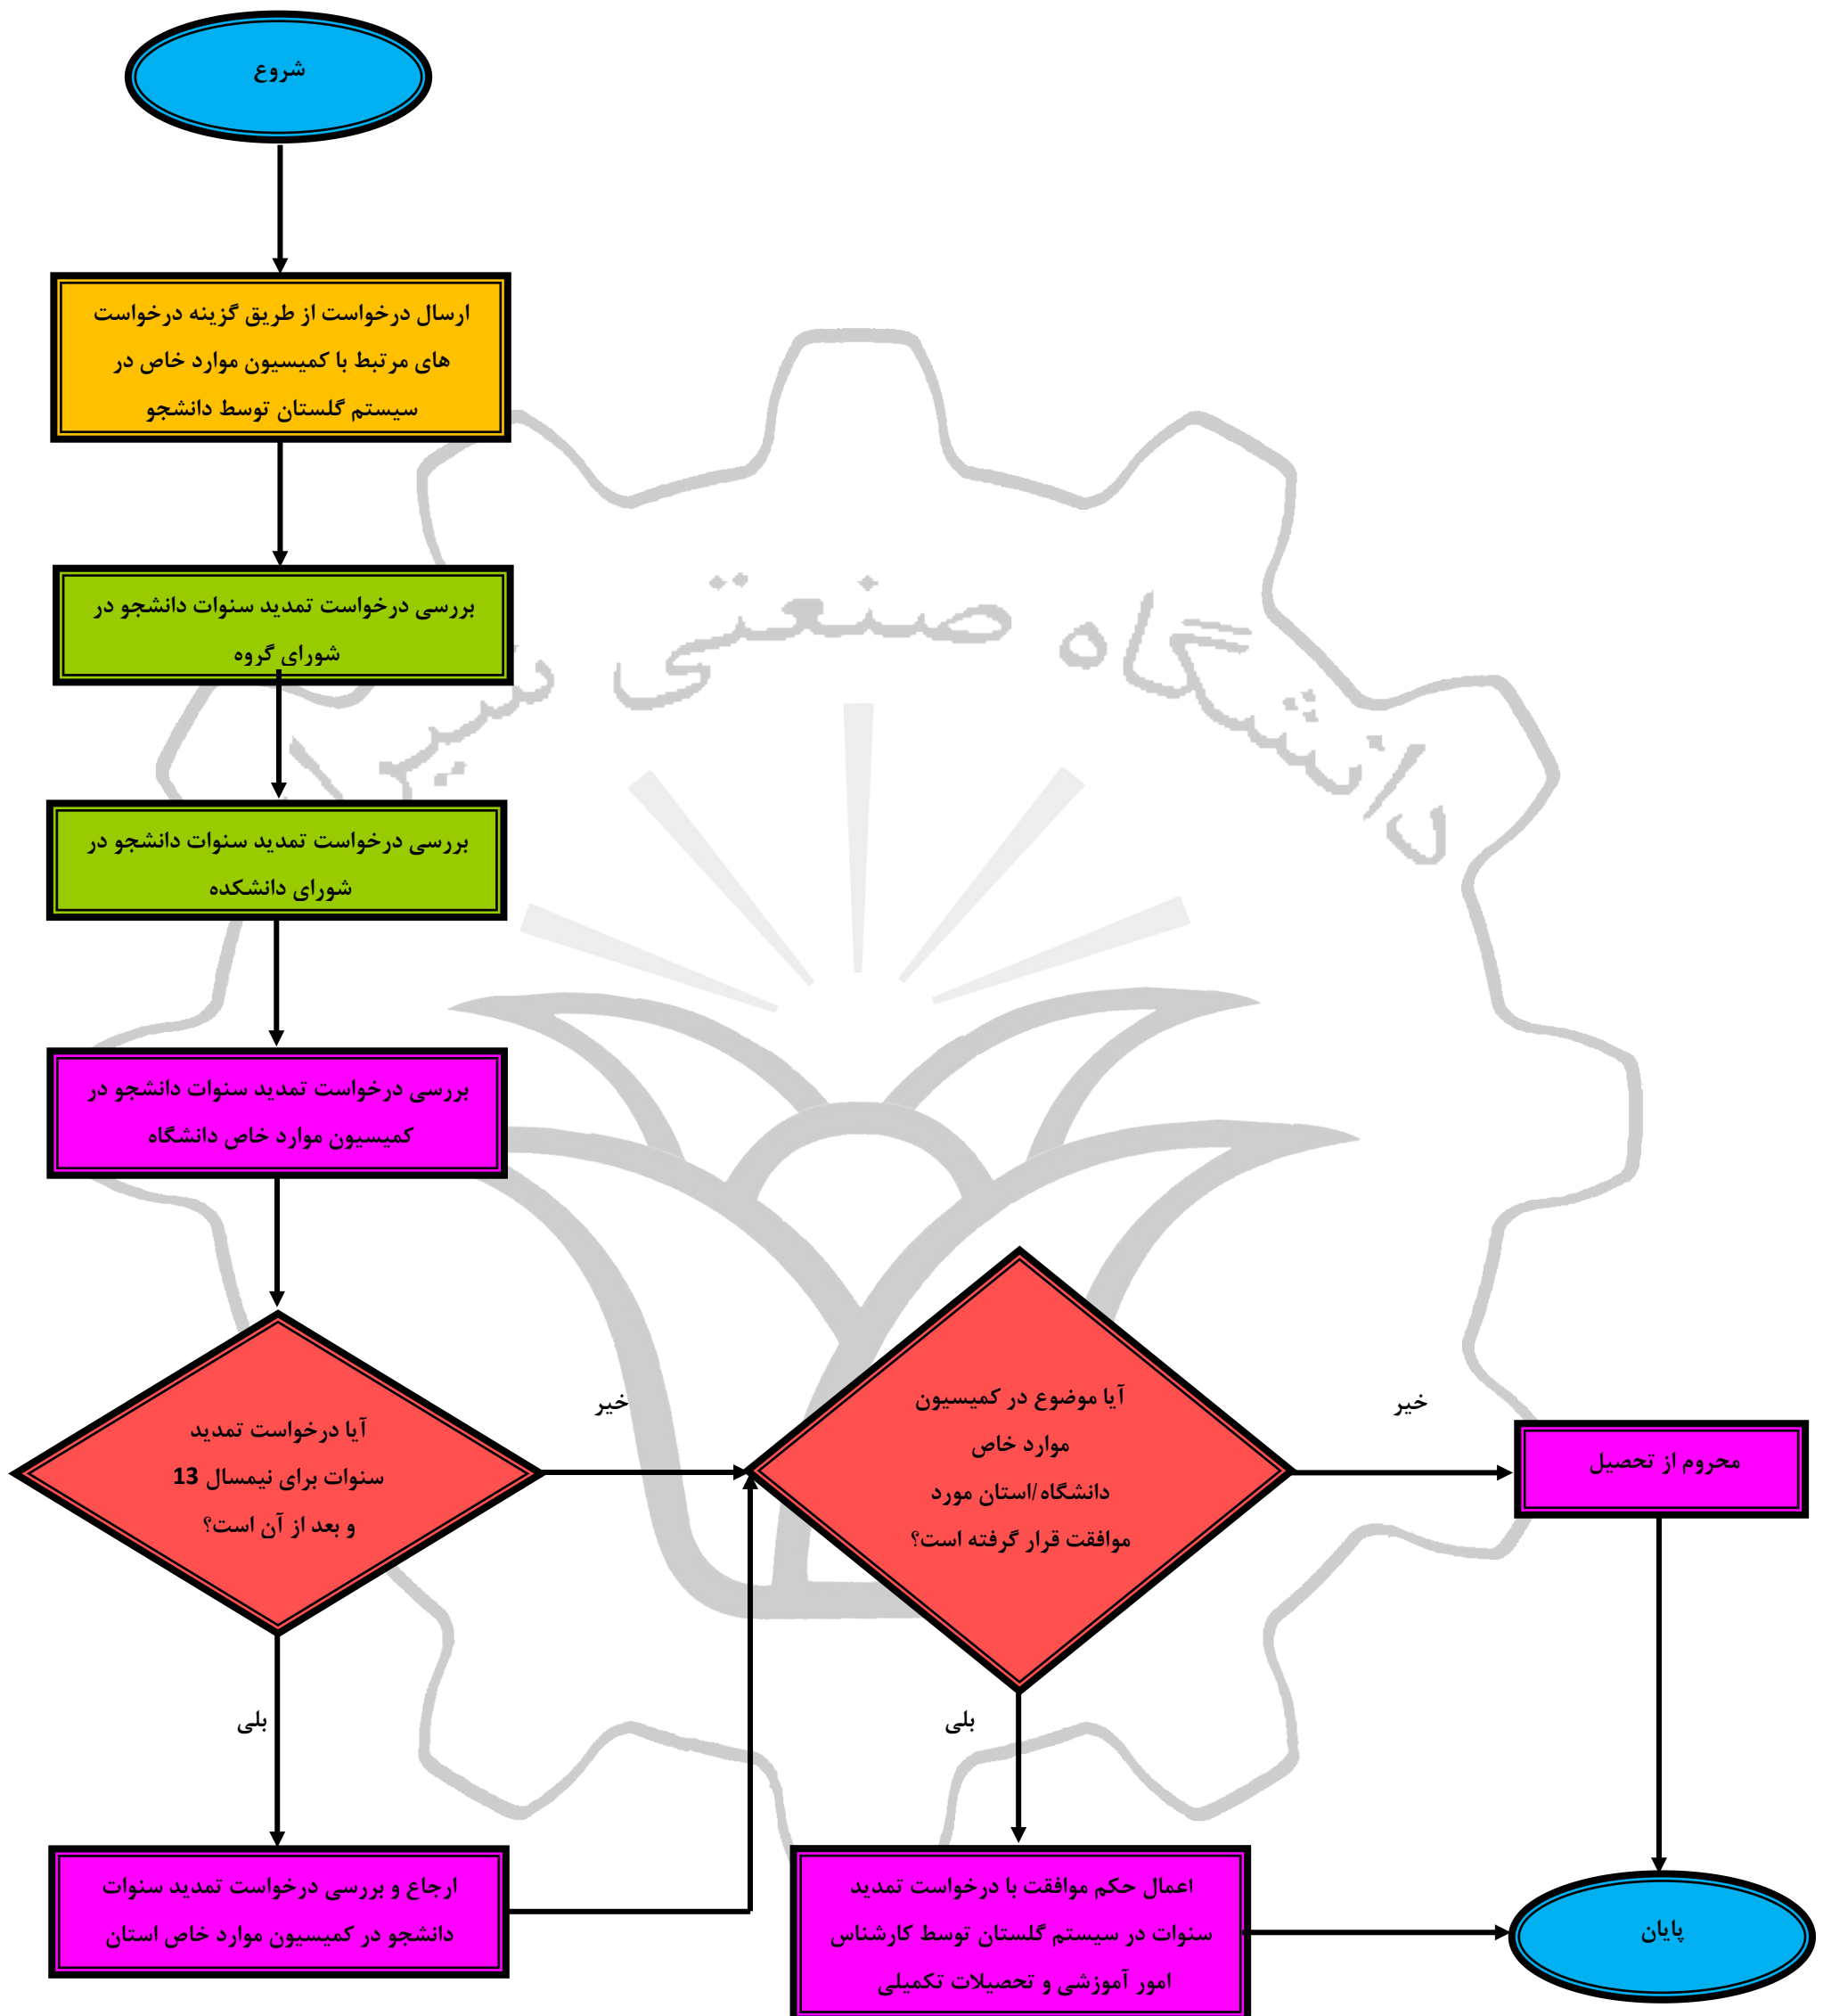 شروع
ارسال درخواست از طریق گزینه درخواست
های مرتبط با کمیسیون موارد خاص در
سیستم گلستان توسط دانشجو
بررسی درخواست تمدید سنوات دانشجو در
شورای گروه
بررسی درخواست تمدید سنوات دانشجو در
شورای دانشکده
بررسی درخواست تمدید سنوات دانشجو در
کمیسیون موارد خاص دانشگاه
آیا درخواست تمدید
سنوات برای نیمسال 13
و بعد از آن است؟
خیر
بلی
آیا موضوع در کمیسیون
موارد خاص
دانشگاه/استان مورد
موافقت قرار گرفته است؟
خیر
بلی
محروم از تحصیل
ارجاع و بررسی درخواست تمدید سنوات
دانشجو در کمیسیون موارد خاص استان
اعمال حکم موافقت با درخواست تمدید
سنوات در سیستم گلستان توسط کارشناس
امور آموزشی و تحصیلات تکمیلی
پایان
دانشگاه صنعتی